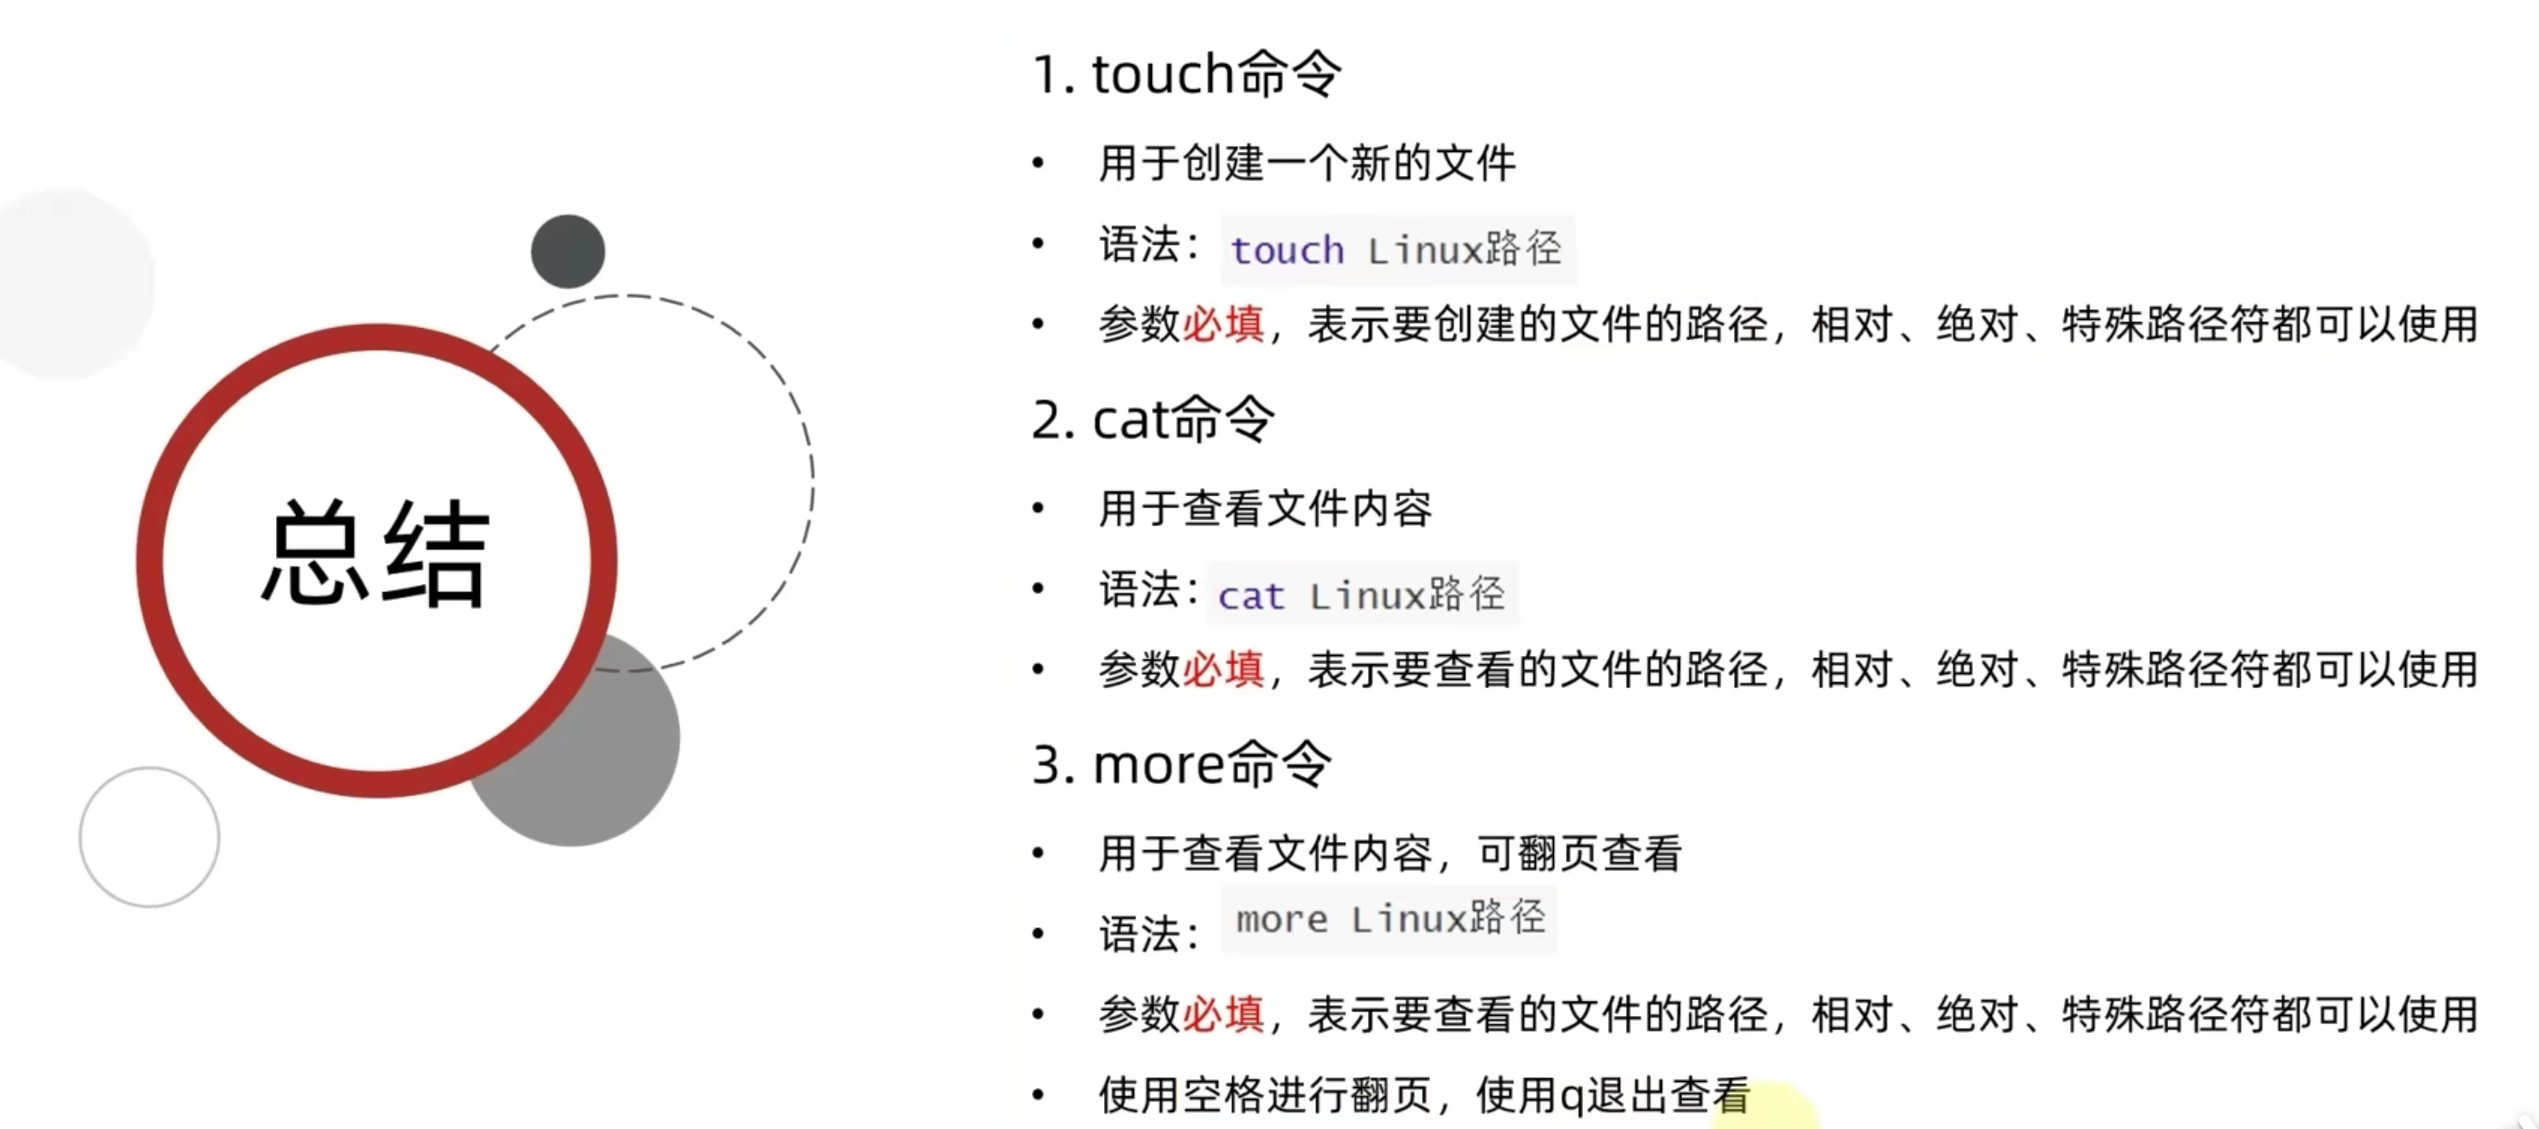 总结
1. touch命令
• 用于创建一个新的文件
• 语法：touch Linux路径
• 参数必填，表示要创建的文件的路径，相对、绝对、特殊路径符都可以使用
2. cat命令
• 用于查看文件内容
• 语法：cat Linux路径
• 参数必填，表示要查看的文件的路径，相对、绝对、特殊路径符都可以使用
3. more命令
• 用于查看文件内容，可翻页查看
• 语法：more Linux路径
• 参数必填，表示要查看的文件的路径，相对、绝对、特殊路径符都可以使用
• 使用空格进行翻页，使用q退出查看